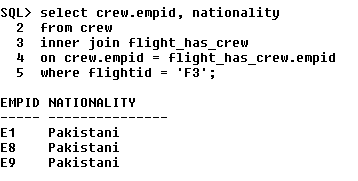 SQL> select crew.empid, nationality
2 from crew
3 inner join flight_has_crew
4 on crew.empid = flight_has_crew.empid
5 where flightid = 'F3';
EMPID NATIONALITY
----- ---------------
E1 Pakistani
E8 Pakistani
E9 Pakistani